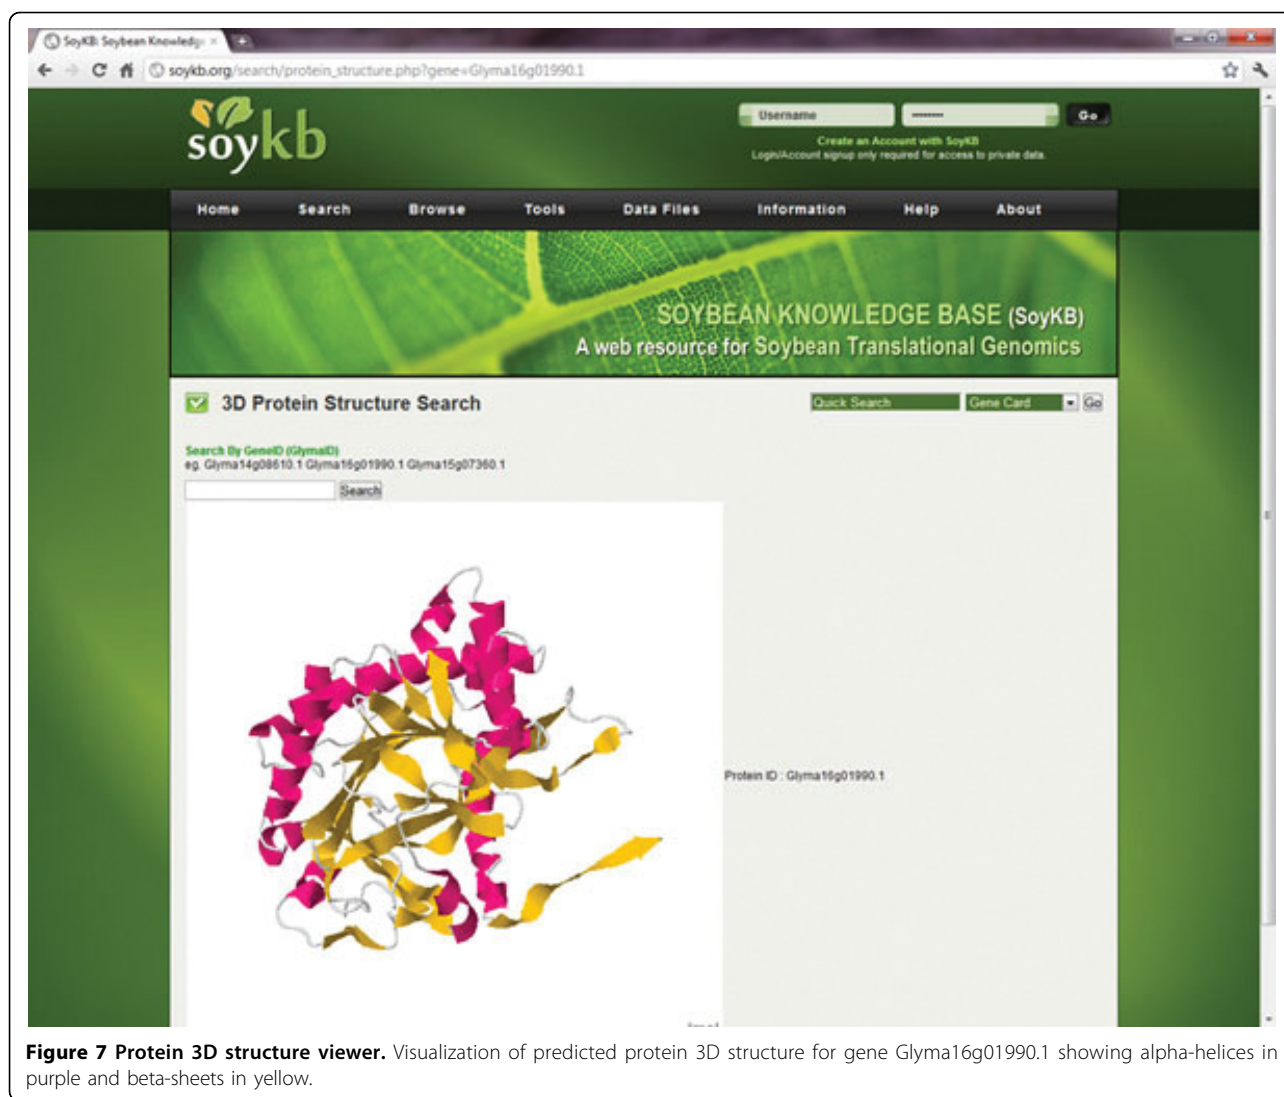 SoyKB: Soybean Knowledge
soykb.org/search/protein_structure.php?gene=Glyma16g01990.1
soykb
Username
Go
Create an Account with SoyKB
Login/Account signup only required for access to private data.
Home Search Browse Tools Data Files Information Help About
SOYBEAN KNOWLEDGE BASE (SoyKB)
A web resource for Soybean Translational Genomics
3D Protein Structure Search
Quick Search Gene Card Go
Search By GeneID (GlymaID)
eg. Glyma14g08610.1 Glyma16g01990.1 Glyma15g07360.1
Search
Protein ID : Glyma16g01990.1
Figure 7 Protein 3D structure viewer. Visualization of predicted protein 3D structure for gene Glyma16g01990.1 showing alpha-helices in
purple and beta-sheets in yellow.